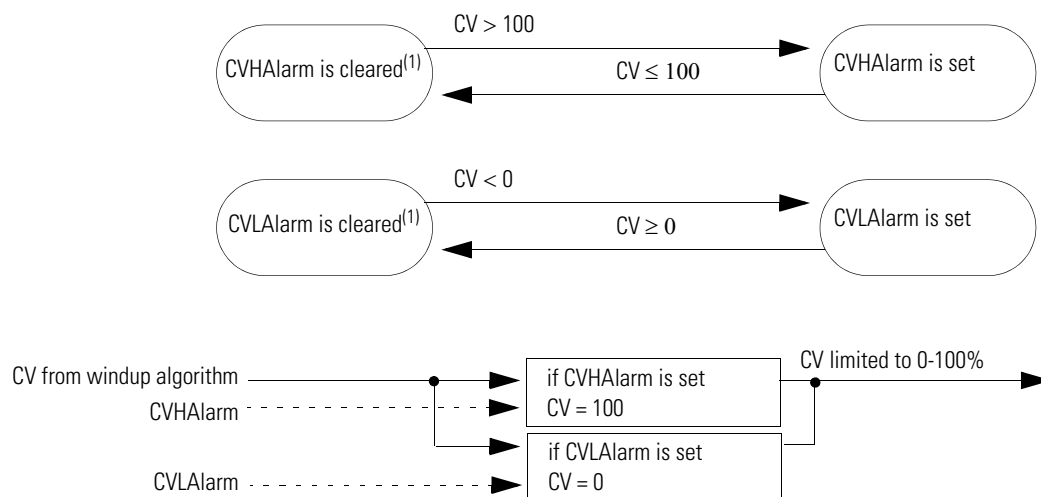 CV > 100
CVHAlarm is cleared(1)
CVHAlarm is set
CV ≤ 100
CV < 0
CVLAlarm is cleared(1)
CVLAlarm is set
CV ≥ 0
CV limited to 0-100%
CV from windup algorithm
if CVHAlarm is set
CVHAlarm
CV = 100
if CVLAlarm is set
CVLAlarm
CV = 0